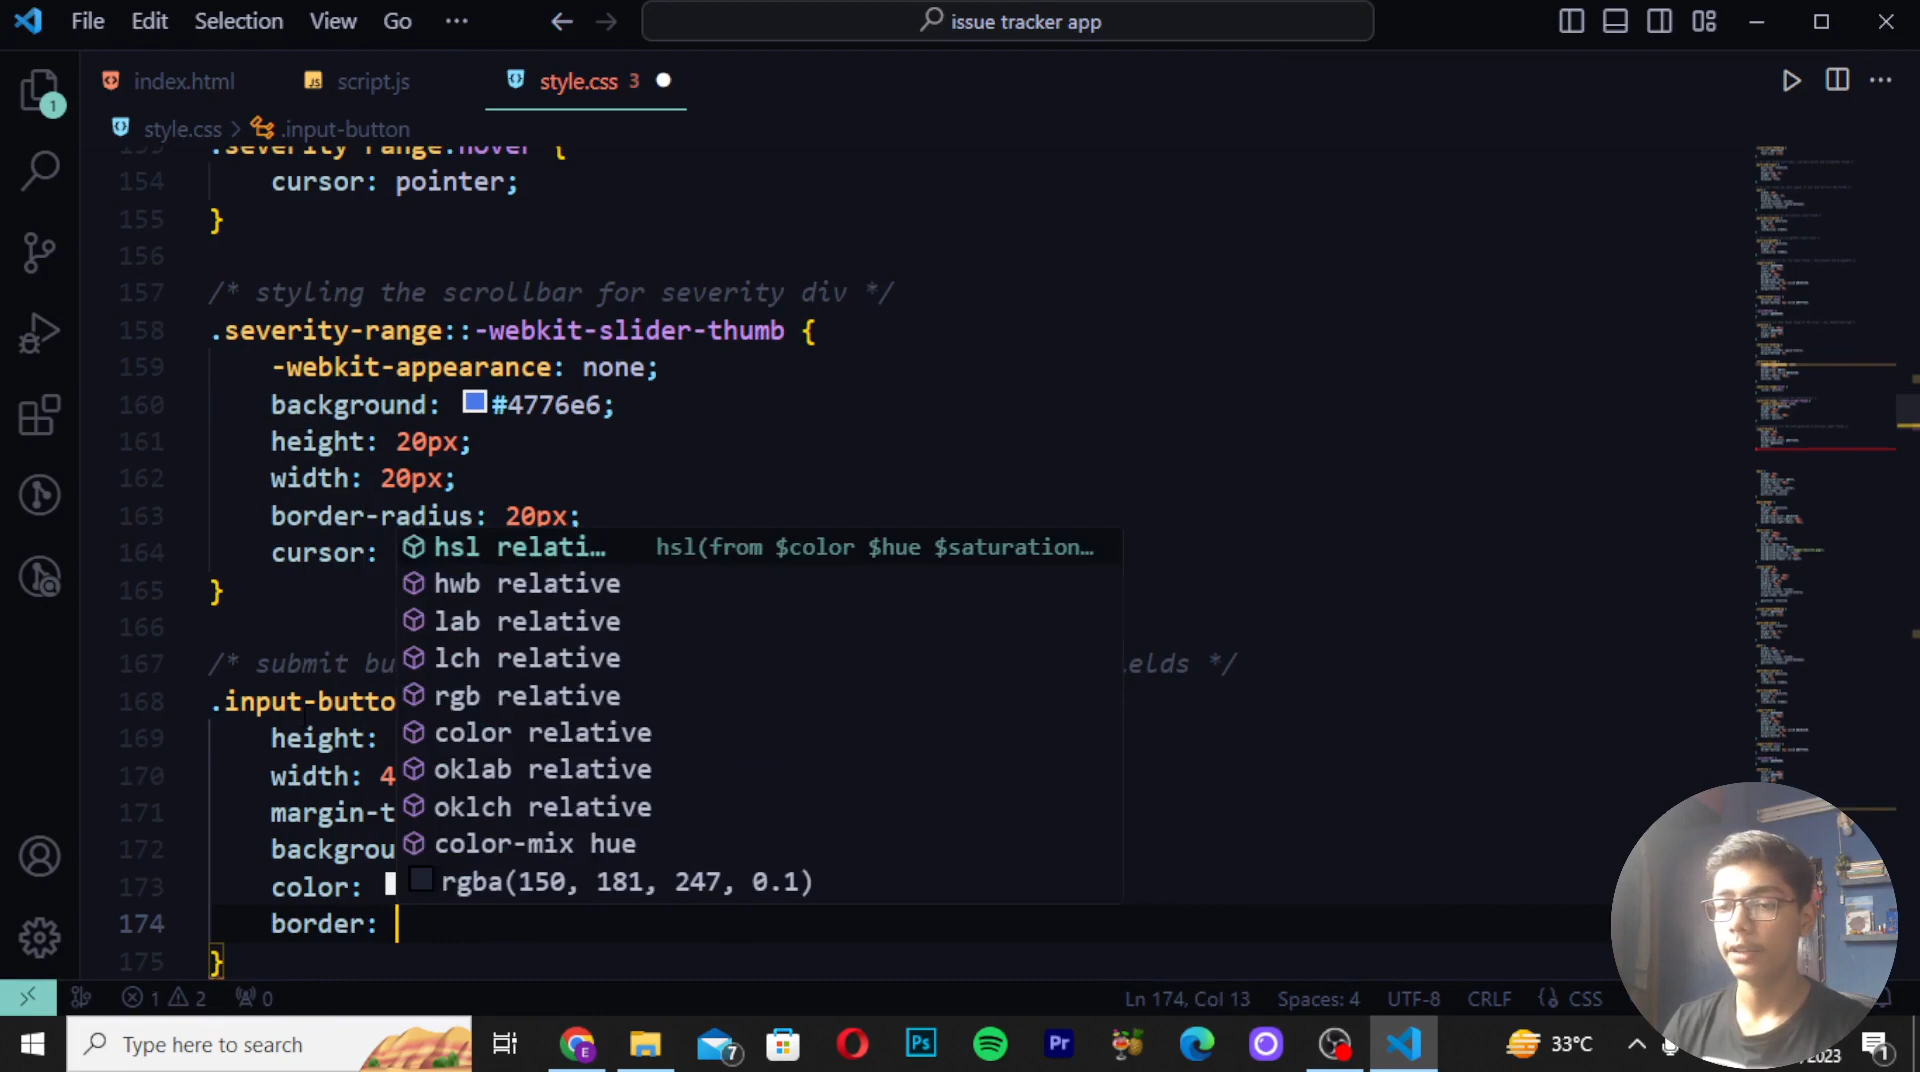 File Edit Selection View Go ··· issue tracker app
index.html script.js style.css 3
style.css > .input-button
153 .severity-range:hover {
154 cursor: pointer;
155 }
156
157 /* styling the scrollbar for severity div */
158 .severity-range::-webkit-slider-thumb {
159 -webkit-appearance: none;
160 background: #4776e6;
161 height: 20px;
162 width: 20px;
163 border-radius: 20px;
164 cursor:
hsl relati… hsl(from $color $hue $saturation…
165 }
hwb relative
166
lab relative
167 /* submit bu elds */
lch relative
168 .input-butto
rgb relative
169 height:
color relative
170 width: 4
oklab relative
171 margin-t
oklch relative
172 backgrou
color-mix hue
173 color:
rgba(150, 181, 247, 0.1)
174 border:
175 }
1 2 0 Ln 174, Col 13 Spaces: 4 UTF-8 CRLF {} CSS
Type here to search 7 33°C 2023 1